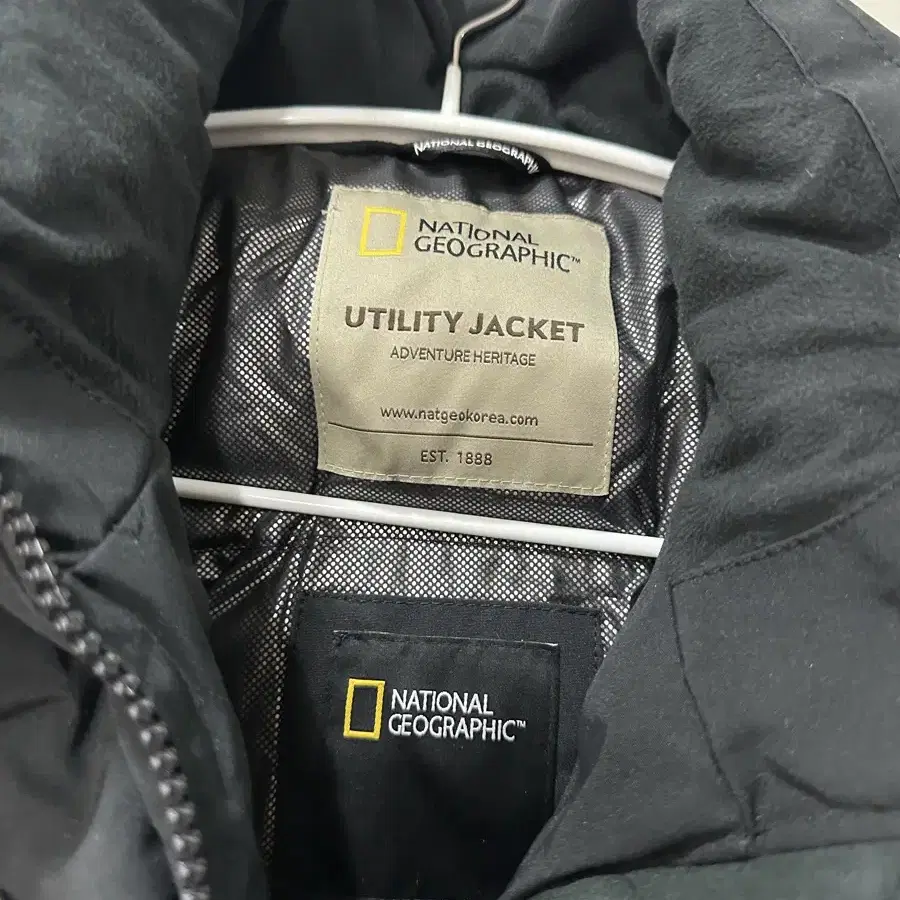 NATIONAL GEOGRAPHIC
NATIONAL
GEOGRAPHIC™
UTILITY JACKET
ADVENTURE HERITAGE
www.natgeokorea.com
EST. 1888
NATIONAL
GEOGRAPHIC™